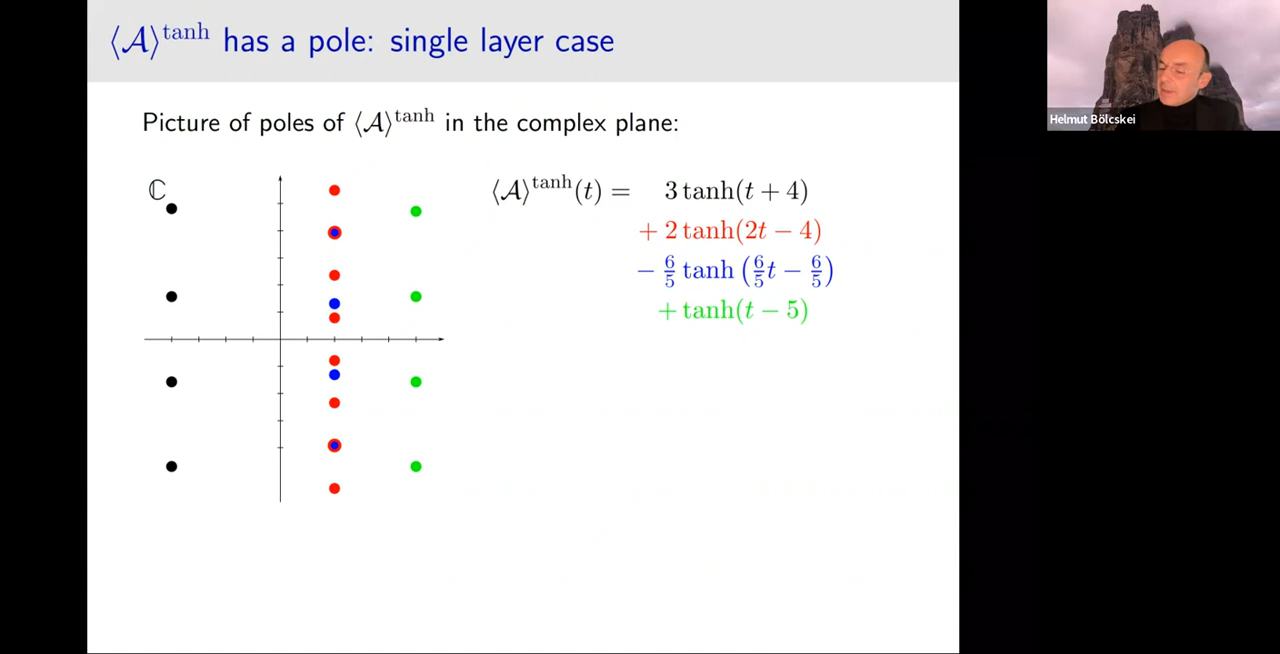 ⟨𝒜⟩^tanh has a pole: single layer case
Picture of poles of ⟨𝒜⟩^tanh in the complex plane:
ℂ
⟨𝒜⟩^tanh(t) = 3 tanh(t + 4)
+ 2 tanh(2t − 4)
− 6/5 tanh (6/5 t − 6/5)
+ tanh(t − 5)
Helmut Bölcskei